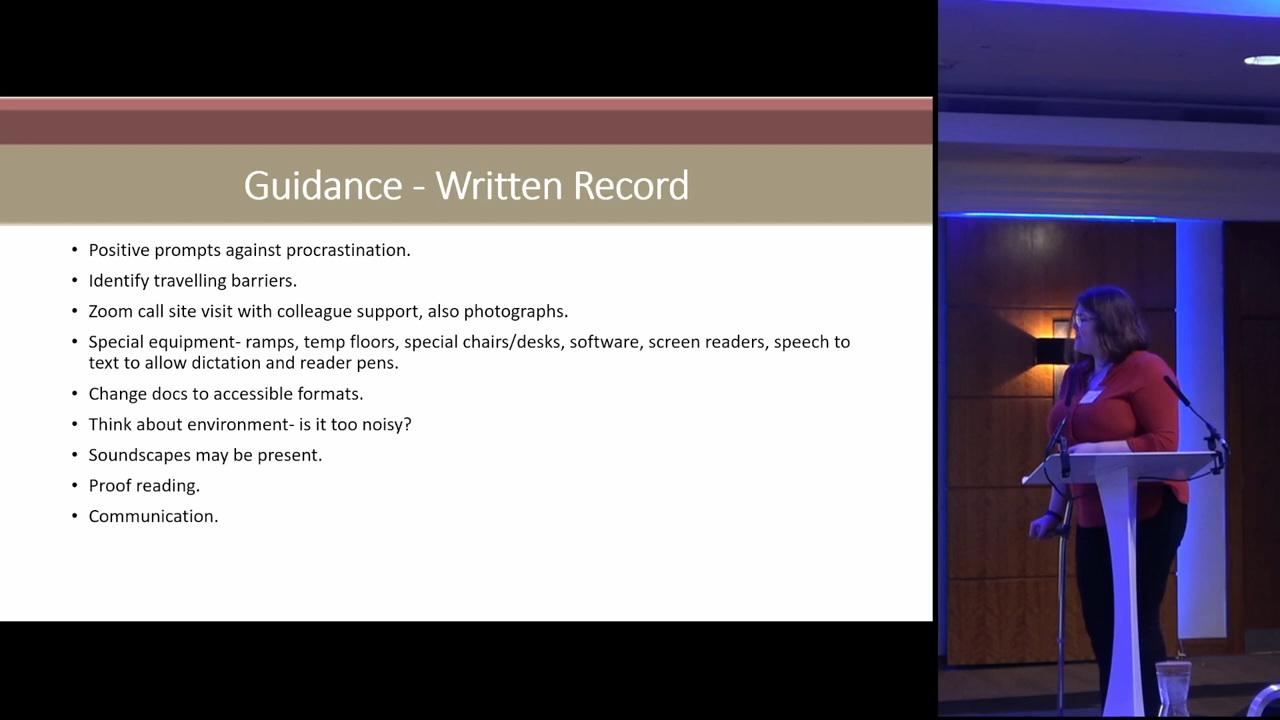 Guidance - Written Record
• Positive prompts against procrastination.
• Identify travelling barriers.
• Zoom call site visit with colleague support, also photographs.
• Special equipment- ramps, temp floors, special chairs/desks, software, screen readers, speech to
text to allow dictation and reader pens.
• Change docs to accessible formats.
• Think about environment- is it too noisy?
• Soundscapes may be present.
• Proof reading.
• Communication.